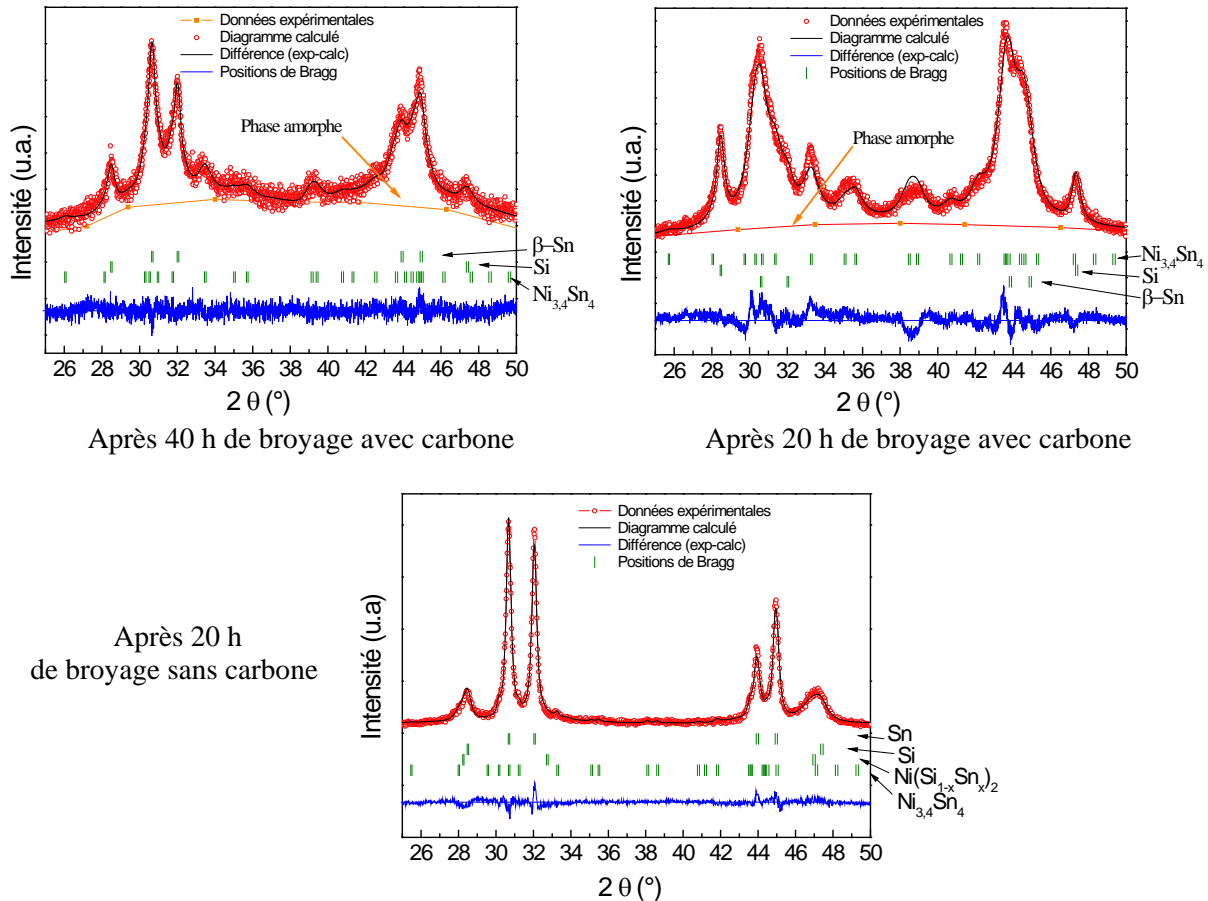 Données expérimentales
Diagramme calculé
Différence (exp-calc)
Positions de Bragg
Phase amorphe
Intensité (u.a.)
β–Sn
Si
Ni3,4Sn4
26 28 30 32 34 36 38 40 42 44 46 48 50
2 θ (°)
Après 40 h de broyage avec carbone
Données expérimentales
Diagramme calculé
Différence (exp-calc)
Positions de Bragg
Phase amorphe
Intensité (u.a.)
Ni3,4Sn4
Si
β–Sn
26 28 30 32 34 36 38 40 42 44 46 48 50
2 θ (°)
Après 20 h de broyage avec carbone
Après 20 h
de broyage sans carbone
Données expérimentales
Diagramme calculé
Différence (exp-calc)
Positions de Bragg
Intensité (u.a)
Sn
Si
Ni(Si1-xSnx)2
Ni3,4Sn4
26 28 30 32 34 36 38 40 42 44 46 48 50
2 θ (°)